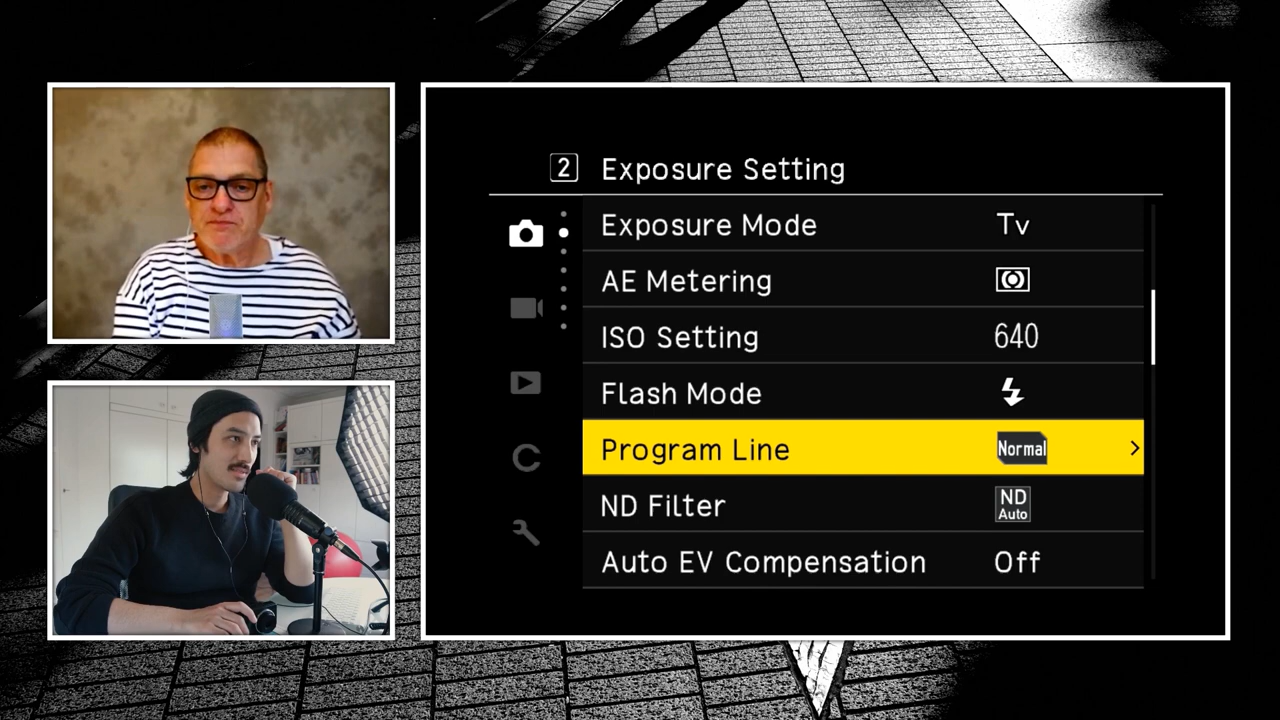 2 Exposure Setting
Exposure Mode Tv
AE Metering
ISO Setting 640
Flash Mode
Program Line Normal
ND Filter ND Auto
Auto EV Compensation Off